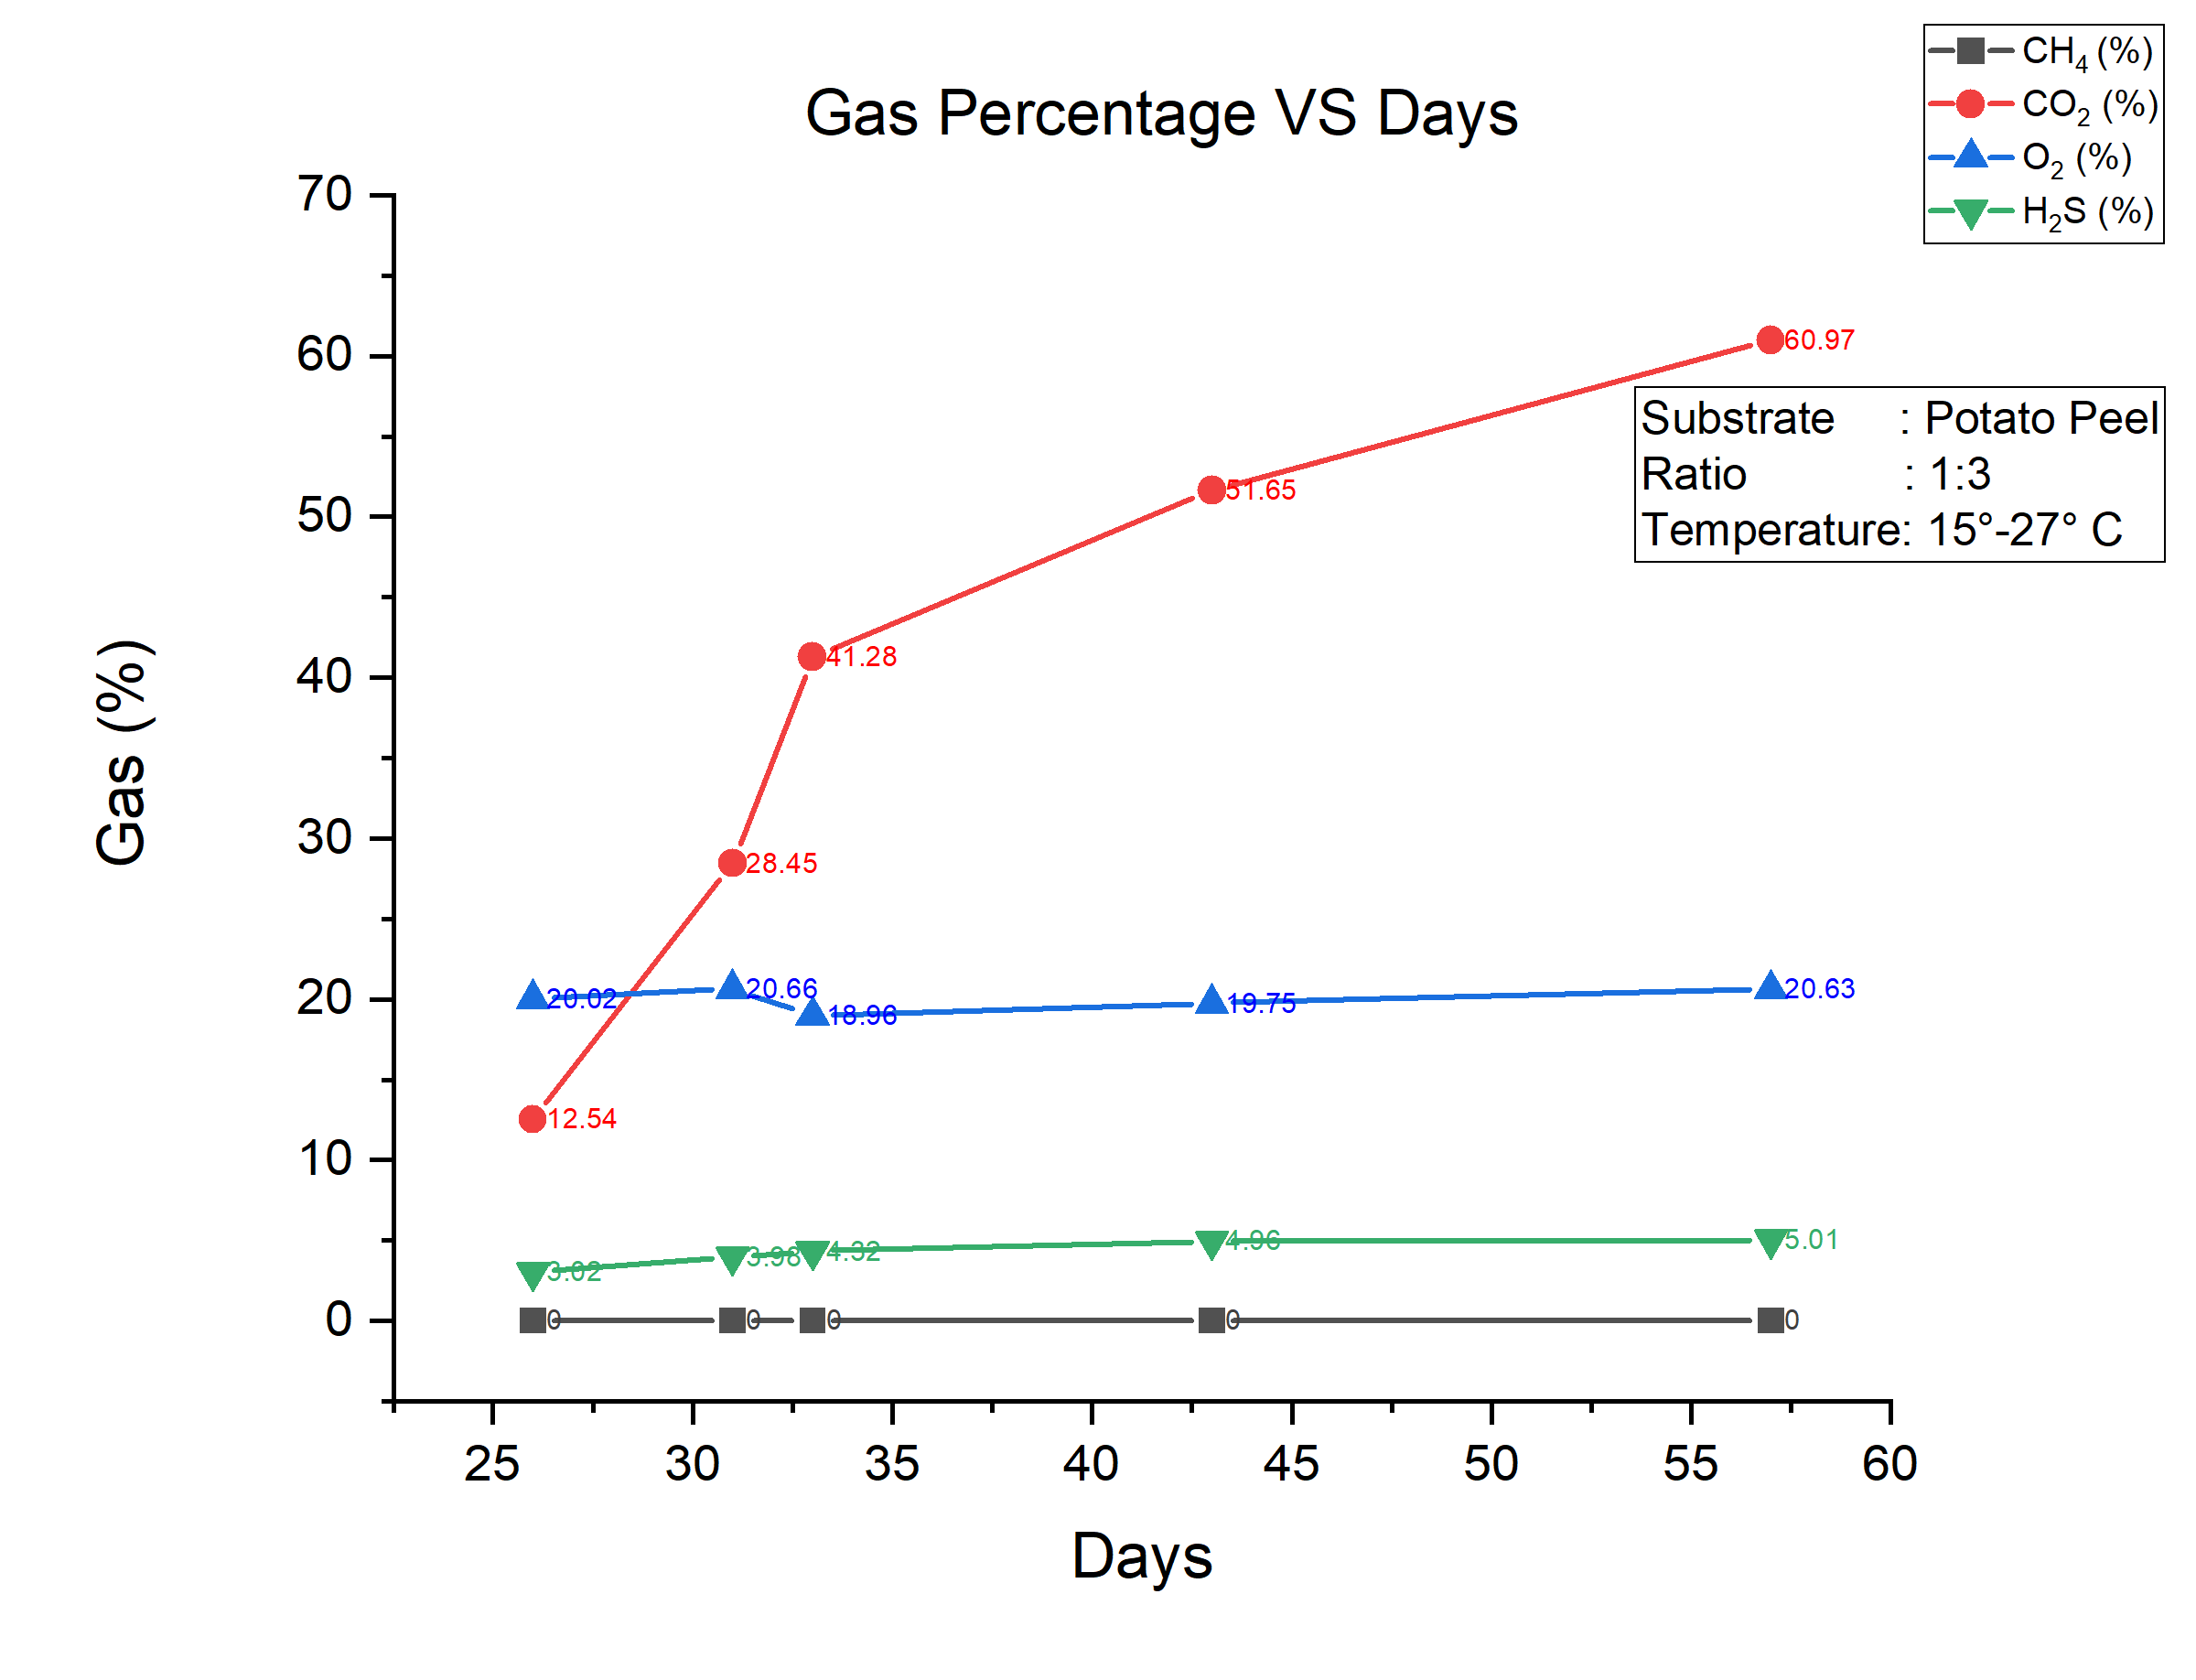 Gas Percentage VS Days
CH4 (%)
CO2 (%)
O2 (%)
H2S (%)
70
60
50
40
30
20
10
0
Gas (%)
60.97
51.65
41.28
28.45
12.54
20.02
20.66
18.96
19.75
20.63
3.02
3.98
4.32
4.96
5.01
0
0
0
0
0
Substrate : Potato Peel
Ratio : 1:3
Temperature: 15°-27° C
25 30 35 40 45 50 55 60
Days